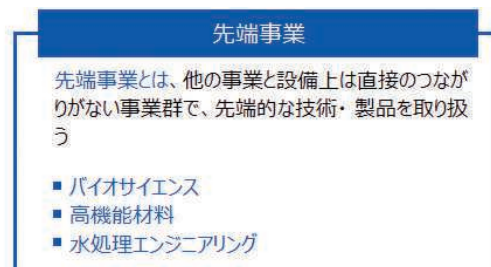 先端事業
先端事業とは、他の事業と設備上は直接のつなが
りがない事業群で、先端的な技術・ 製品を取り扱
う
■ バイオサイエンス
■ 高機能材料
■ 水処理エンジニアリング